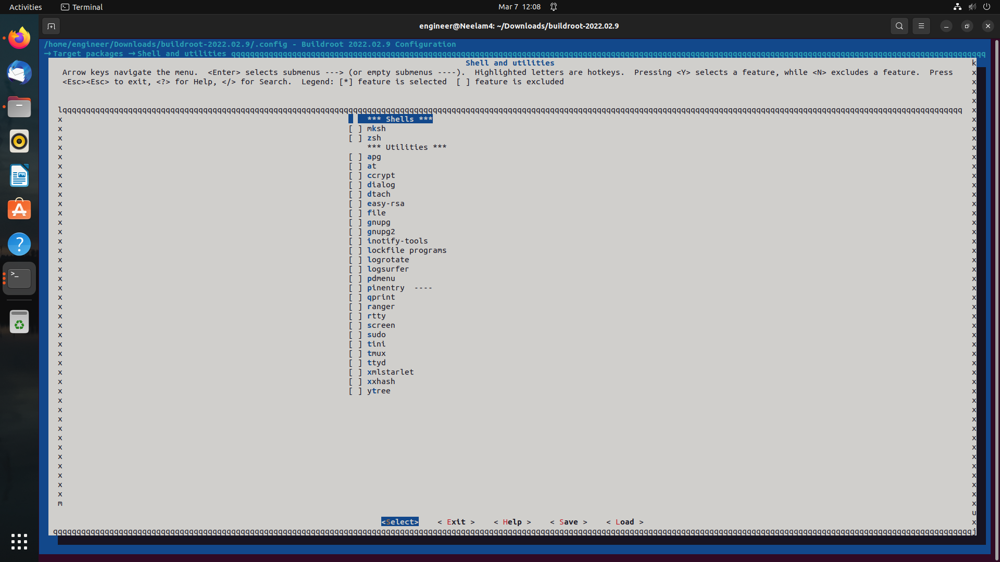 Activities
Terminal
Mar 7 12:08
engineer@Neelam4: ~/Downloads/buildroot-2022.02.9
/home/engineer/Downloads/buildroot-2022.02.9/.config - Buildroot 2022.02.9 Configuration
→ Target packages → Shell and utilities
Shell and utilities
Arrow keys navigate the menu.  <Enter> selects submenus ---> (or empty submenus ----).  Highlighted letters are hotkeys.  Pressing <Y> selects a feature, while <N> excludes a feature.  Press
<Esc><Esc> to exit, <?> for Help, </> for Search.  Legend: [*] feature is selected  [ ] feature is excluded
*** Shells ***
[ ] mksh
[ ] zsh
*** Utilities ***
[ ] apg
[ ] at
[ ] ccrypt
[ ] dialog
[ ] dtach
[ ] easy-rsa
[ ] file
[ ] gnupg
[ ] gnupg2
[ ] inotify-tools
[ ] lockfile programs
[ ] logrotate
[ ] logsurfer
[ ] pdmenu
[ ] pinentry  ----
[ ] qprint
[ ] ranger
[ ] rtty
[ ] screen
[ ] sudo
[ ] tini
[ ] tmux
[ ] ttyd
[ ] xmlstarlet
[ ] xxhash
[ ] ytree
<Select>    < Exit >    < Help >    < Save >    < Load >